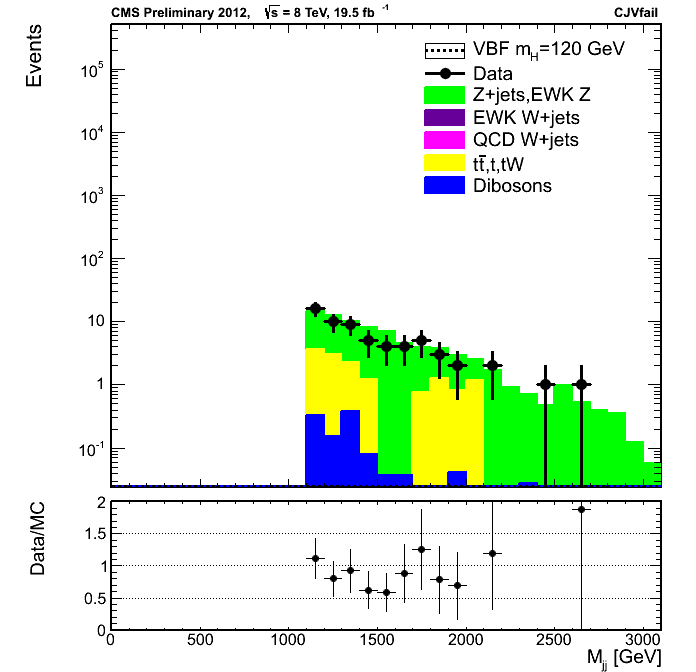 CMS Preliminary 2012, √s = 8 TeV, 19.5 fb⁻¹ CJVfail
Events
VBF m_H=120 GeV
Data
Z+jets,EWK Z
EWK W+jets
QCD W+jets
tt̄,t,tW
Dibosons
10⁵
10⁴
10³
10²
10
1
10⁻¹
Data/MC
2
1.5
1
0.5
0
0 500 1000 1500 2000 2500 3000
M_jj [GeV]